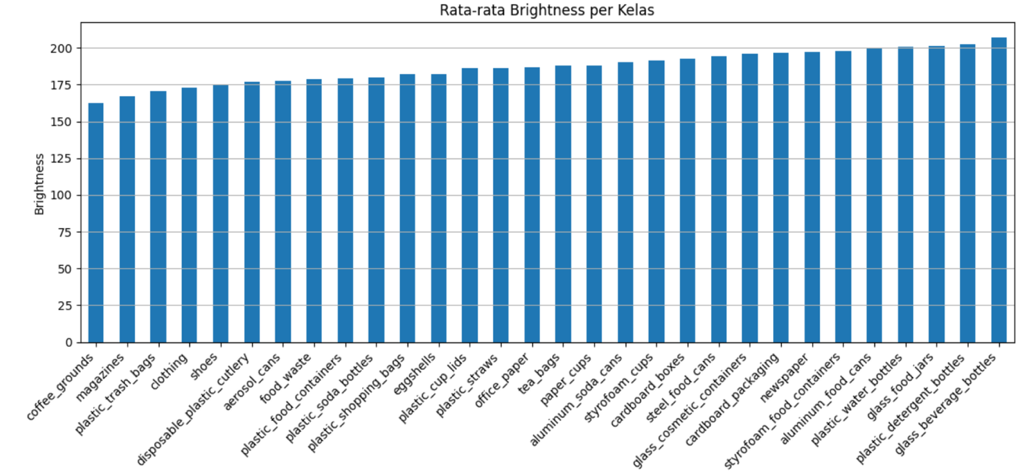 Rata-rata Brightness per Kelas
Brightness
200
175
150
125
100
75
50
25
0
coffee_grounds
magazines
plastic_trash_bags
clothing
shoes
disposable_plastic_cutlery
aerosol_cans
food_waste
plastic_food_containers
plastic_soda_bottles
plastic_shopping_bags
eggshells
plastic_cup_lids
plastic_straws
office_paper
tea_bags
paper_cups
aluminum_soda_cans
styrofoam_cups
cardboard_boxes
steel_food_cans
glass_cosmetic_containers
cardboard_packaging
newspaper
styrofoam_food_containers
aluminum_food_cans
plastic_water_bottles
glass_food_jars
plastic_detergent_bottles
glass_beverage_bottles